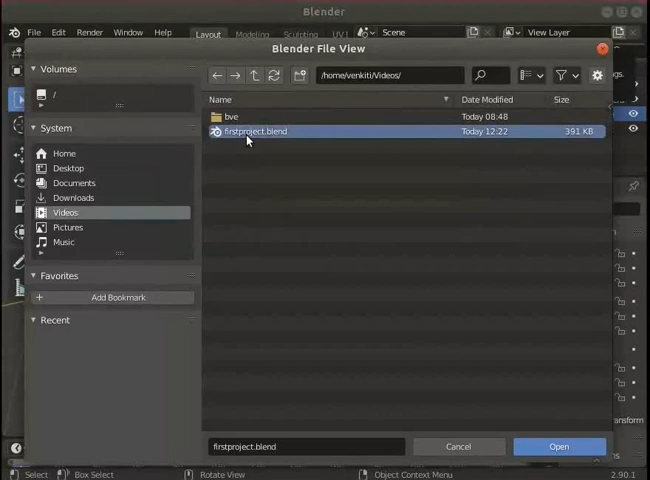 Blender
File Edit Render Window Help Layout Modeling Sculpting UV Scene View Layer
Blender File View
Volumes
/home/venkiti/Videos/
/
Name Date Modified Size
bve Today 08:48
firstproject.blend Today 12:22 391 KB
System
Home
Desktop
Documents
Downloads
Videos
Pictures
Music
Favorites
Add Bookmark
Recent
firstproject.blend Cancel Open
Select Box Select Rotate View Object Context Menu 2.90.1